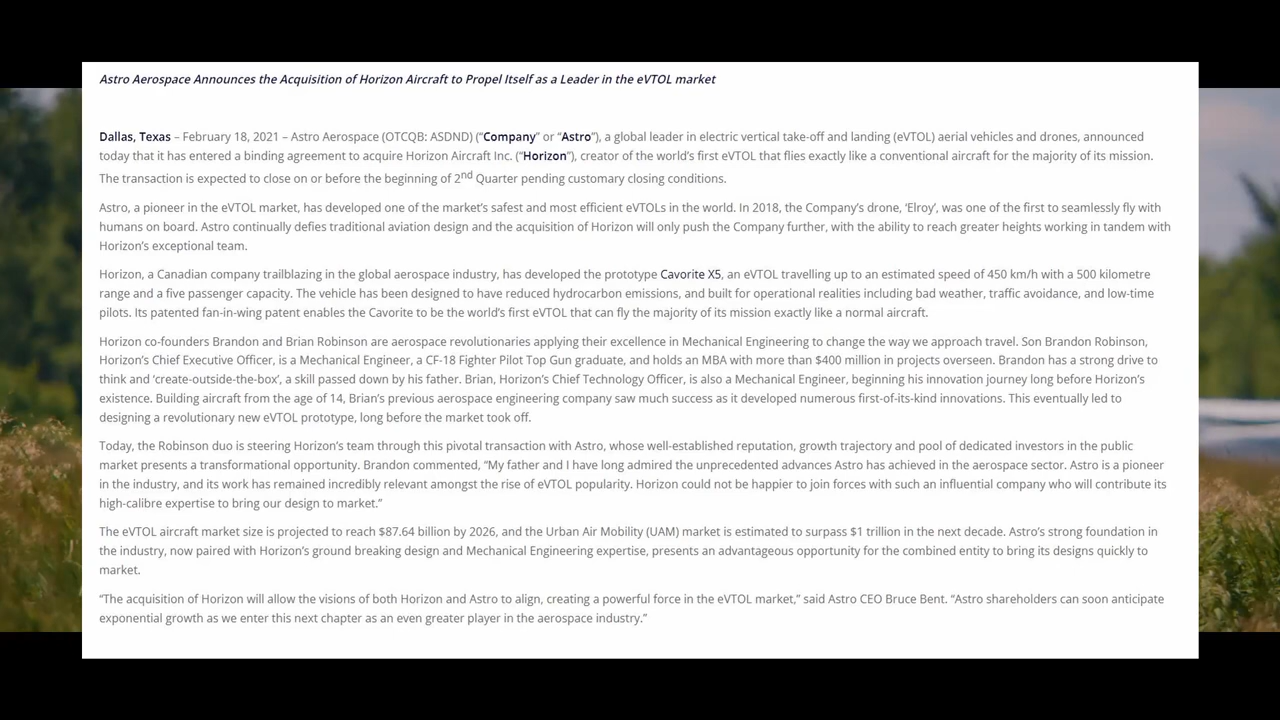 Astro Aerospace Announces the Acquisition of Horizon Aircraft to Propel Itself as a Leader in the eVTOL market
Dallas, Texas – February 18, 2021 – Astro Aerospace (OTCQB: ASDND) (“Company” or “Astro”), a global leader in electric vertical take-off and landing (eVTOL) aerial vehicles and drones, announced
today that it has entered a binding agreement to acquire Horizon Aircraft Inc. (“Horizon”), creator of the world’s first eVTOL that flies exactly like a conventional aircraft for the majority of its mission.
The transaction is expected to close on or before the beginning of 2nd Quarter pending customary closing conditions.
Astro, a pioneer in the eVTOL market, has developed one of the market’s safest and most efficient eVTOLs in the world. In 2018, the Company’s drone, ‘Elroy’, was one of the first to seamlessly fly with
humans on board. Astro continually defies traditional aviation design and the acquisition of Horizon will only push the Company further, with the ability to reach greater heights working in tandem with
Horizon’s exceptional team.
Horizon, a Canadian company trailblazing in the global aerospace industry, has developed the prototype Cavorite X5, an eVTOL travelling up to an estimated speed of 450 km/h with a 500 kilometre
range and a five passenger capacity. The vehicle has been designed to have reduced hydrocarbon emissions, and built for operational realities including bad weather, traffic avoidance, and low-time
pilots. Its patented fan-in-wing patent enables the Cavorite to be the world’s first eVTOL that can fly the majority of its mission exactly like a normal aircraft.
Horizon co-founders Brandon and Brian Robinson are aerospace revolutionaries applying their excellence in Mechanical Engineering to change the way we approach travel. Son Brandon Robinson,
Horizon’s Chief Executive Officer, is a Mechanical Engineer, a CF-18 Fighter Pilot Top Gun graduate, and holds an MBA with more than $400 million in projects overseen. Brandon has a strong drive to
think and ‘create-outside-the-box’, a skill passed down by his father. Brian, Horizon’s Chief Technology Officer, is also a Mechanical Engineer, beginning his innovation journey long before Horizon’s
existence. Building aircraft from the age of 14, Brian’s previous aerospace engineering company saw much success as it developed numerous first-of-its-kind innovations. This eventually led to
designing a revolutionary new eVTOL prototype, long before the market took off.
Today, the Robinson duo is steering Horizon’s team through this pivotal transaction with Astro, whose well-established reputation, growth trajectory and pool of dedicated investors in the public
market presents a transformational opportunity. Brandon commented, “My father and I have long admired the unprecedented advances Astro has achieved in the aerospace sector. Astro is a pioneer
in the industry, and its work has remained incredibly relevant amongst the rise of eVTOL popularity. Horizon could not be happier to join forces with such an influential company who will contribute its
high-calibre expertise to bring our design to market.”
The eVTOL aircraft market size is projected to reach $87.64 billion by 2026, and the Urban Air Mobility (UAM) market is estimated to surpass $1 trillion in the next decade. Astro’s strong foundation in
the industry, now paired with Horizon’s ground breaking design and Mechanical Engineering expertise, presents an advantageous opportunity for the combined entity to bring its designs quickly to
market.
“The acquisition of Horizon will allow the visions of both Horizon and Astro to align, creating a powerful force in the eVTOL market,” said Astro CEO Bruce Bent. “Astro shareholders can soon anticipate
exponential growth as we enter this next chapter as an even greater player in the aerospace industry.”